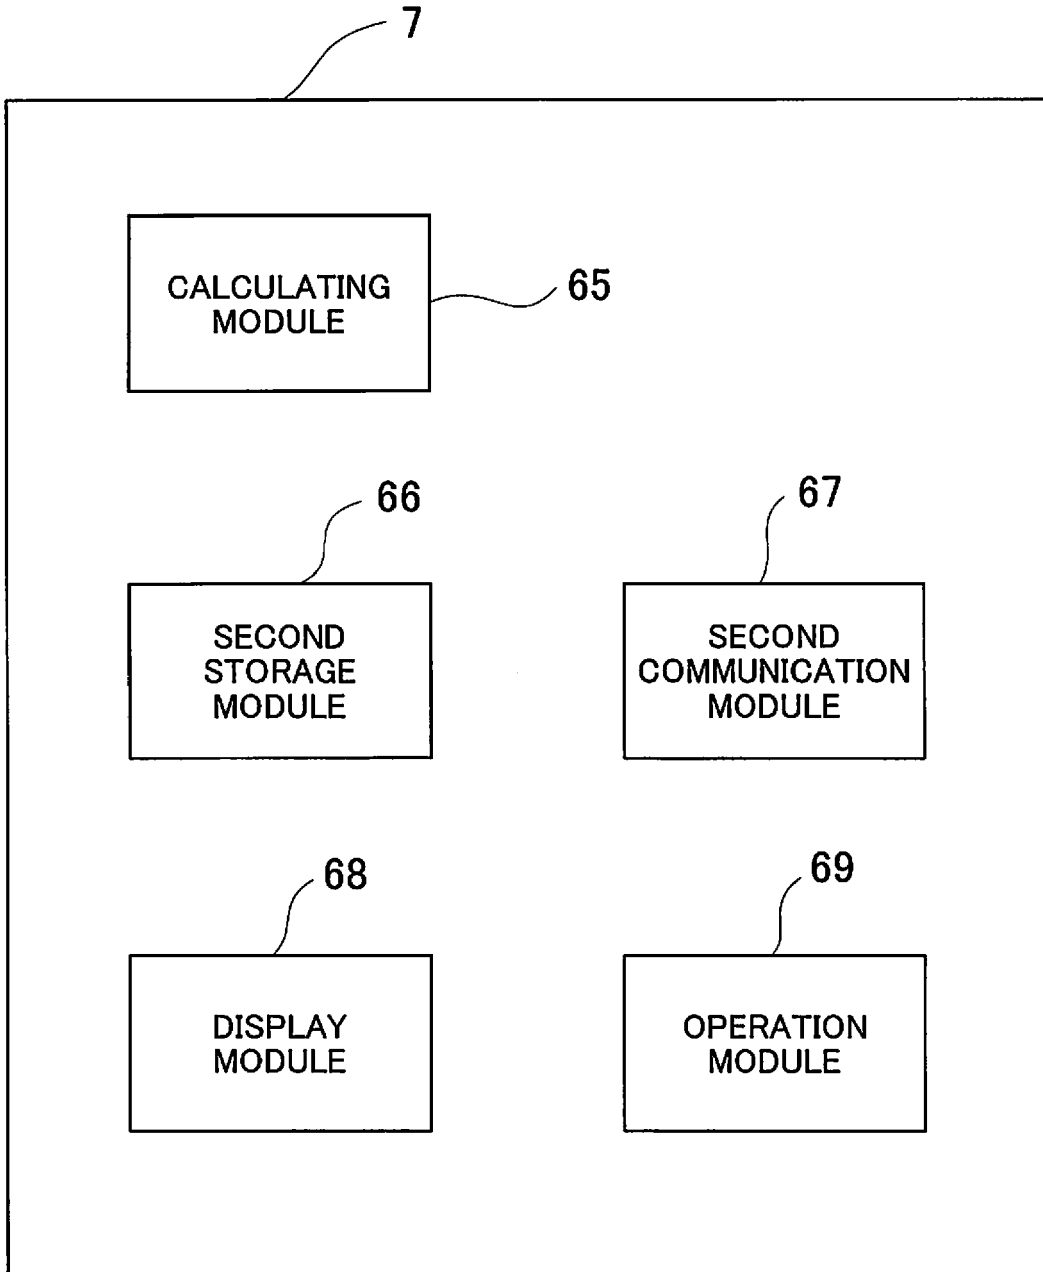 7
CALCULATING
MODULE
65
66
67
SECOND
STORAGE
MODULE
SECOND
COMMUNICATION
MODULE
68
69
DISPLAY
MODULE
OPERATION
MODULE